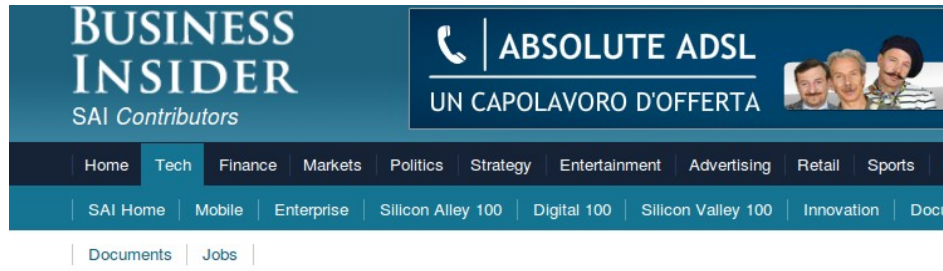 BUSINESS
INSIDER
SAI Contributors
ABSOLUTE ADSL
UN CAPOLAVORO D'OFFERTA
Home Tech Finance Markets Politics Strategy Entertainment Advertising Retail Sports
SAI Home Mobile Enterprise Silicon Alley 100 Digital 100 Silicon Valley 100 Innovation
Documents Jobs